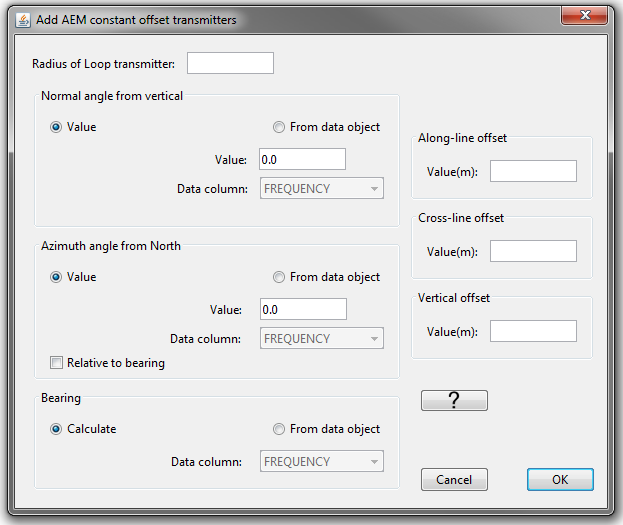 Add AEM constant offset transmitters
Radius of Loop transmitter:
Normal angle from vertical
Value
From data object
Value: 0.0
Data column: FREQUENCY
Azimuth angle from North
Value
From data object
Value: 0.0
Data column: FREQUENCY
Relative to bearing
Bearing
Calculate
From data object
Data column: FREQUENCY
Along-line offset
Value(m):
Cross-line offset
Value(m):
Vertical offset
Value(m):
?
Cancel
OK